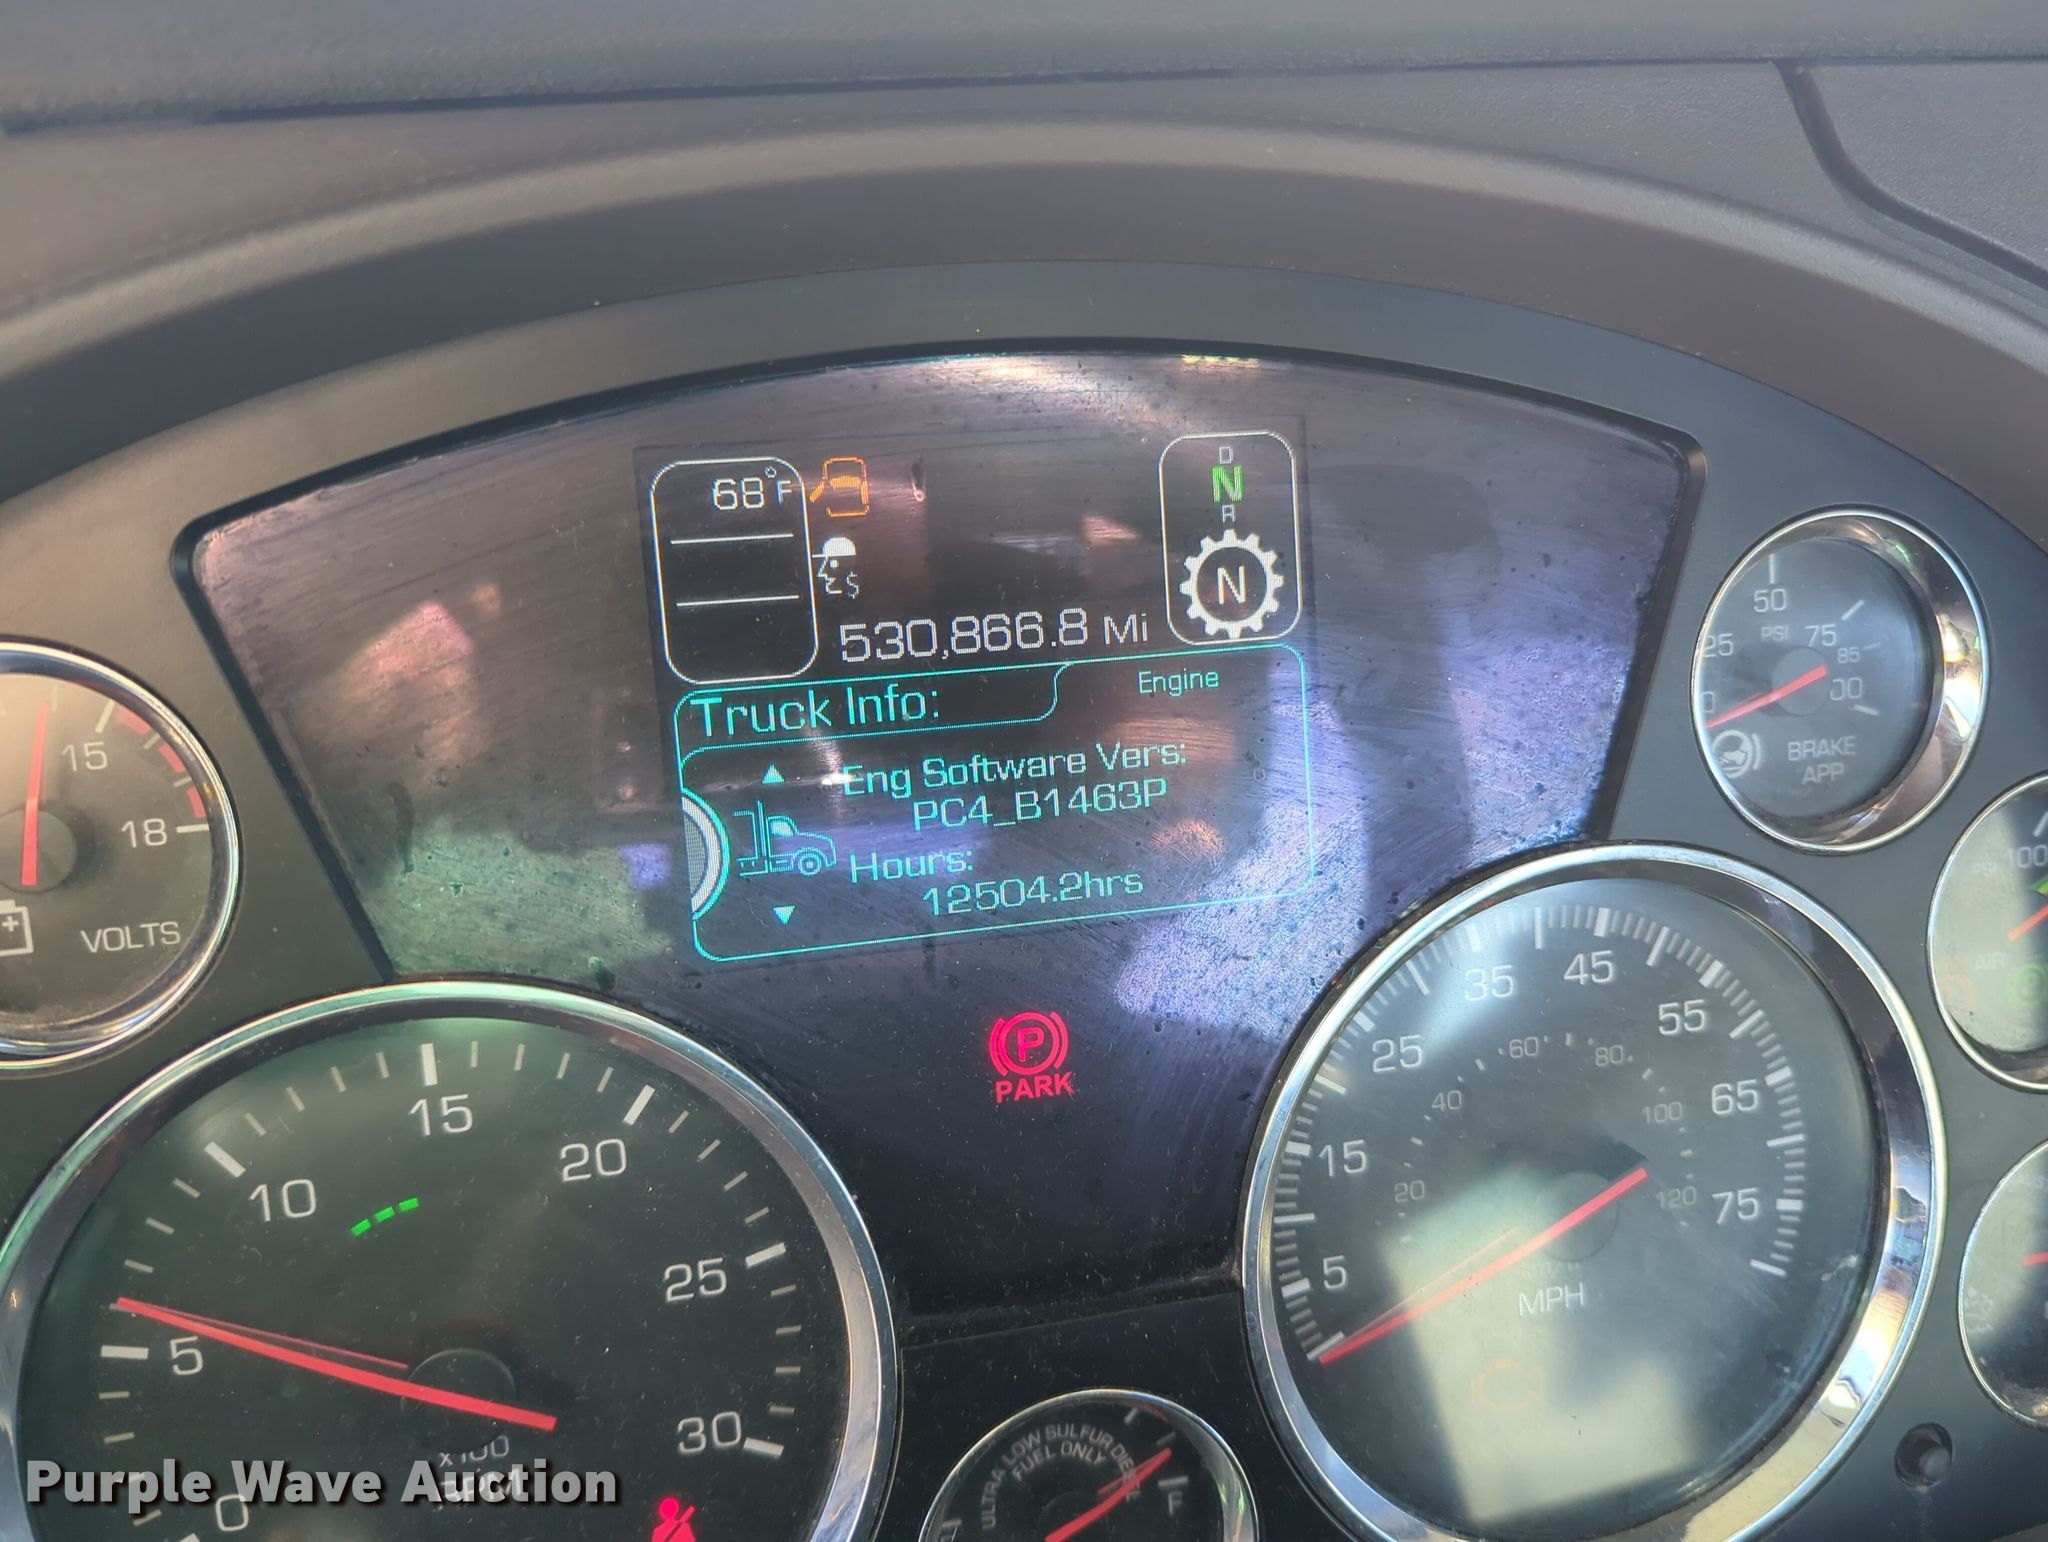 68°F
D
N
R
N
530,866.8 Mi
Truck Info:
Engine
Eng Software Vers:
PC4_B1463P
Hours:
12504.2hrs
P
PARK
15
18
VOLTS
50
PSI
25
75
85
BRAKE
APP
100
AIR
0
5
10
15
20
25
30
x100
RPM
5
15
25
35
45
55
65
75
20
40
60
80
100
120
MPH
ULTRA LOW SULFUR DIESEL
FUEL ONLY
F
Purple Wave Auction